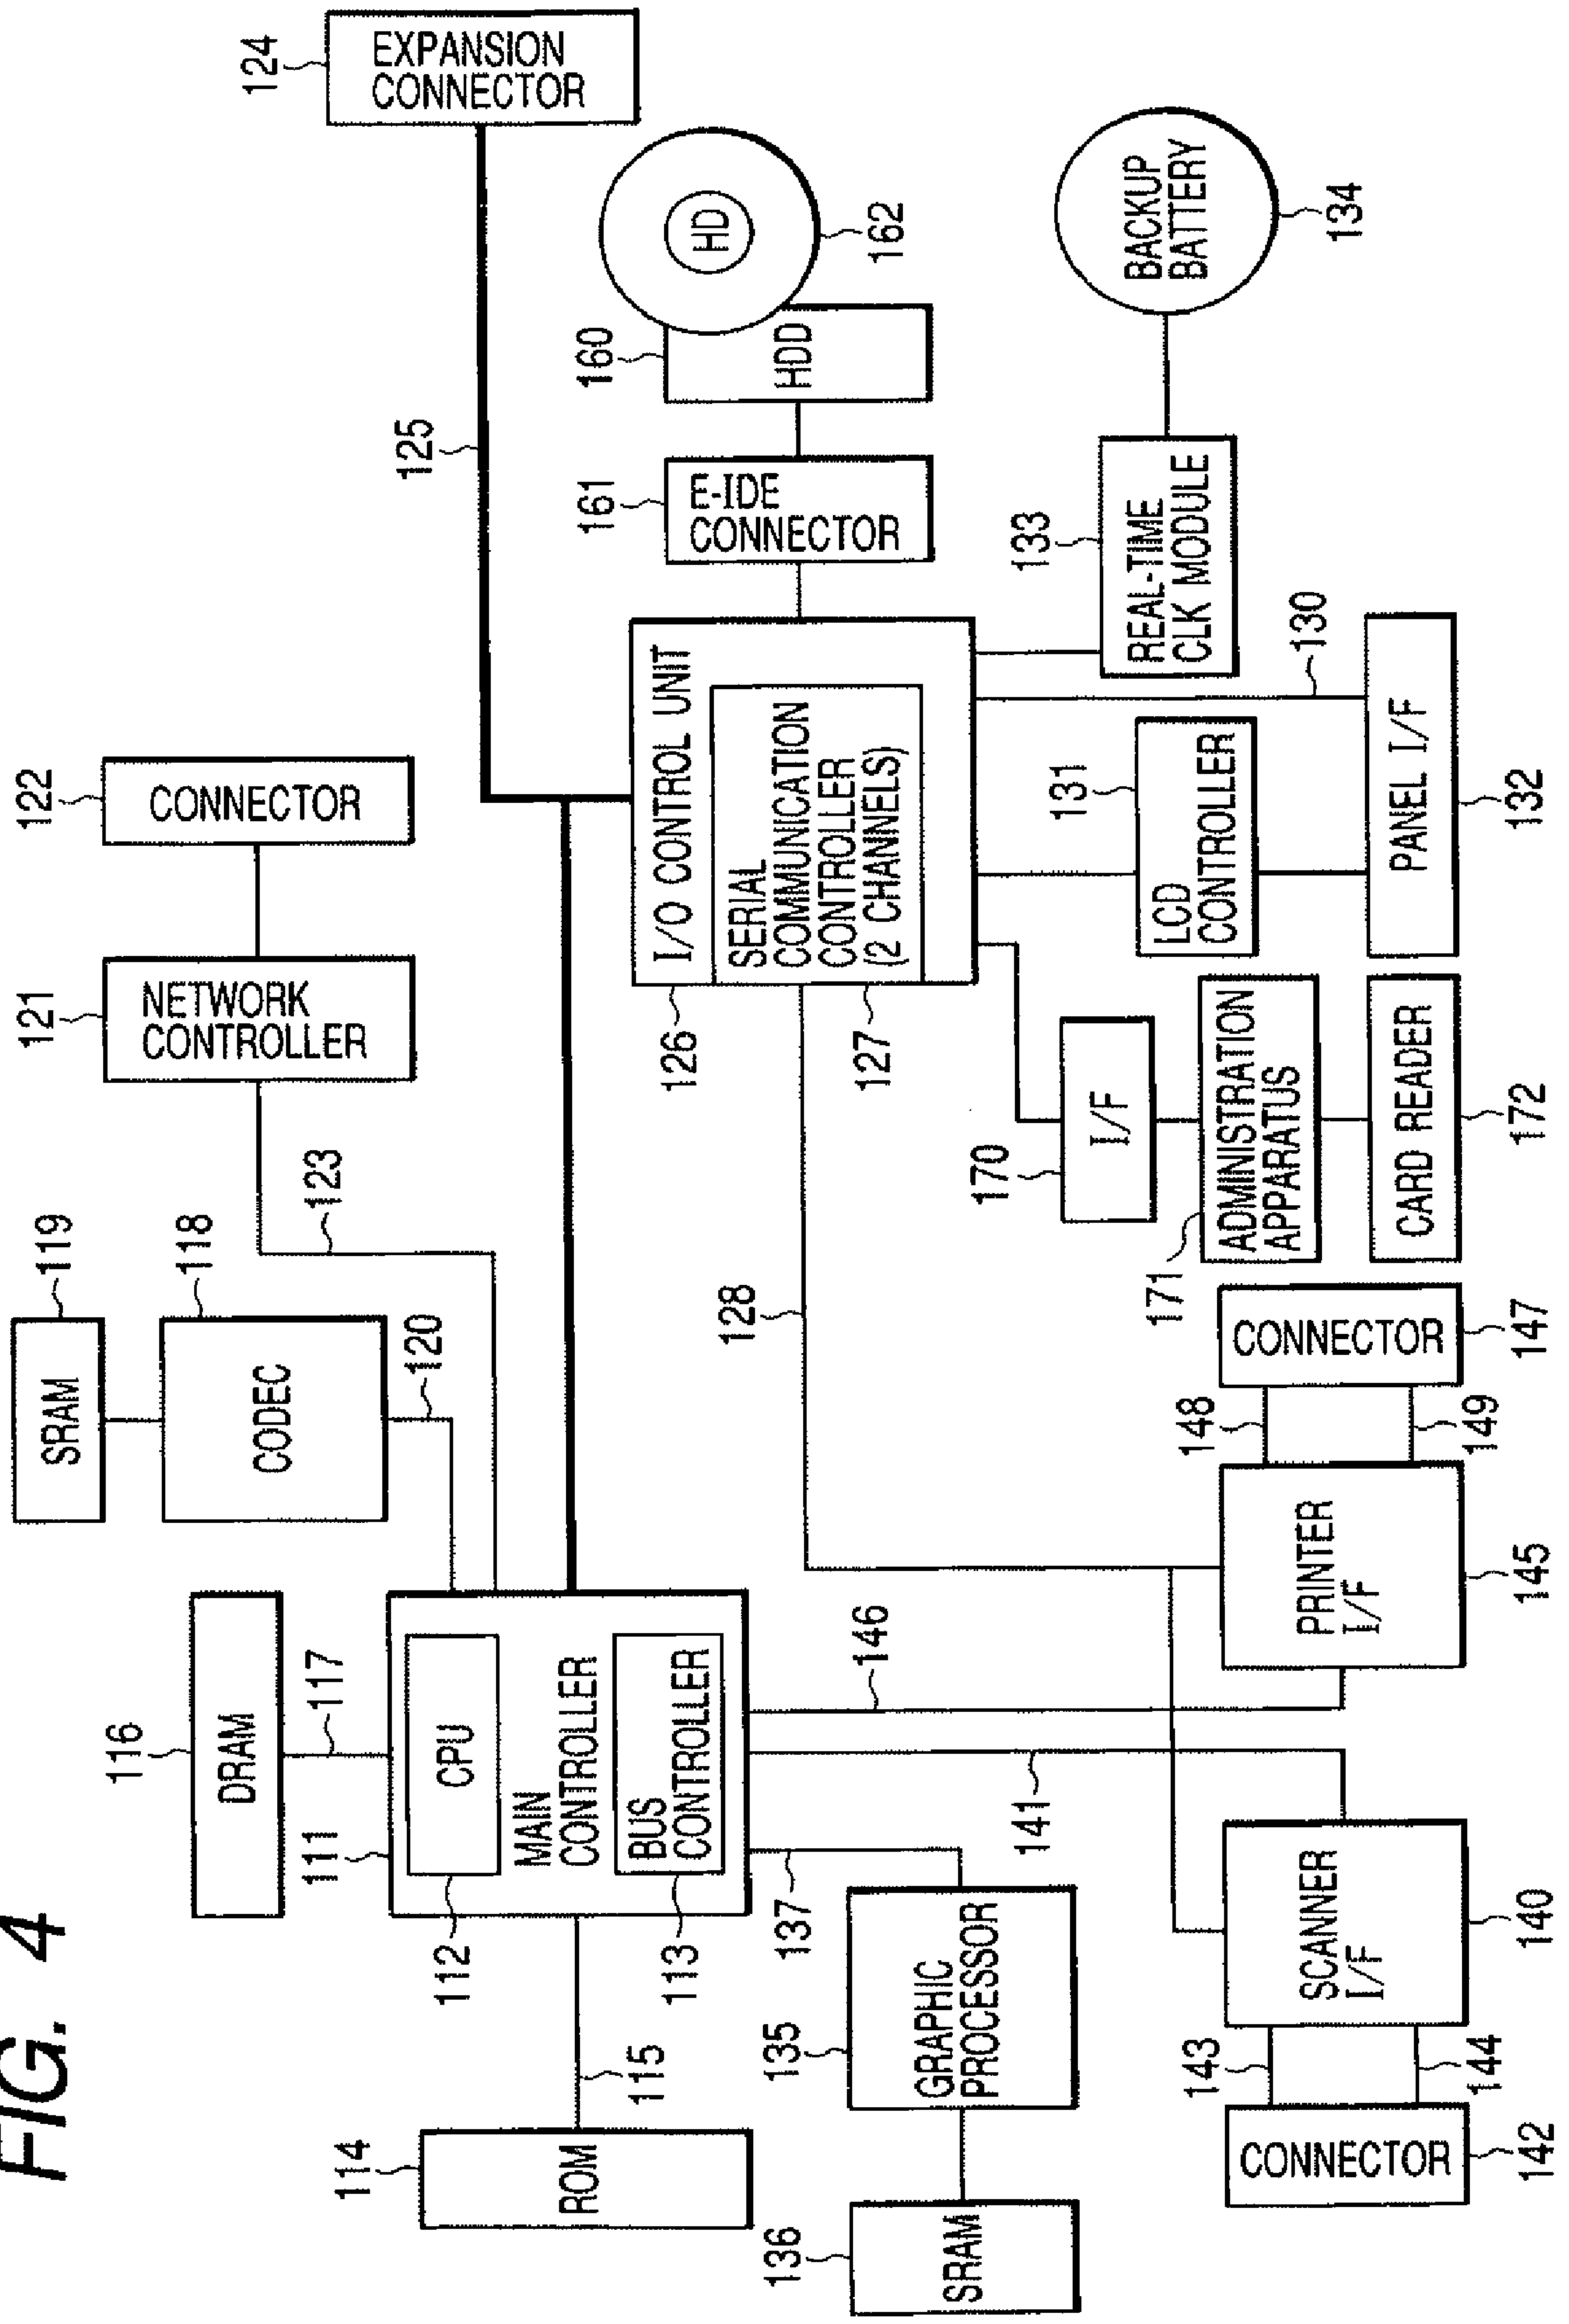 FIG. 4
116
DRAM
117
119
SRAM
118
CODEC
120
121
NETWORK
CONTROLLER
122
CONNECTOR
123
124
EXPANSION
CONNECTOR
125
111
112
CPU
MAIN
CONTROLLER
113
BUS
CONTROLLER
114
ROM
115
126
I/O CONTROL UNIT
127
SERIAL
COMMUNICATION
CONTROLLER
(2 CHANNELS)
161
E-IDE
CONNECTOR
160
HDD
HD
162
128
136
SRAM
135
GRAPHIC
PROCESSOR
137
141
146
170
I/F
171
ADMINISTRATION
APPARATUS
CARD READER
172
131
LCD
CONTROLLER
130
PANEL I/F
132
133
REAL-TIME
CLK MODULE
BACKUP
BATTERY
134
CONNECTOR
142
143
144
SCANNER
I/F
140
PRINTER
I/F
145
148
149
CONNECTOR
147